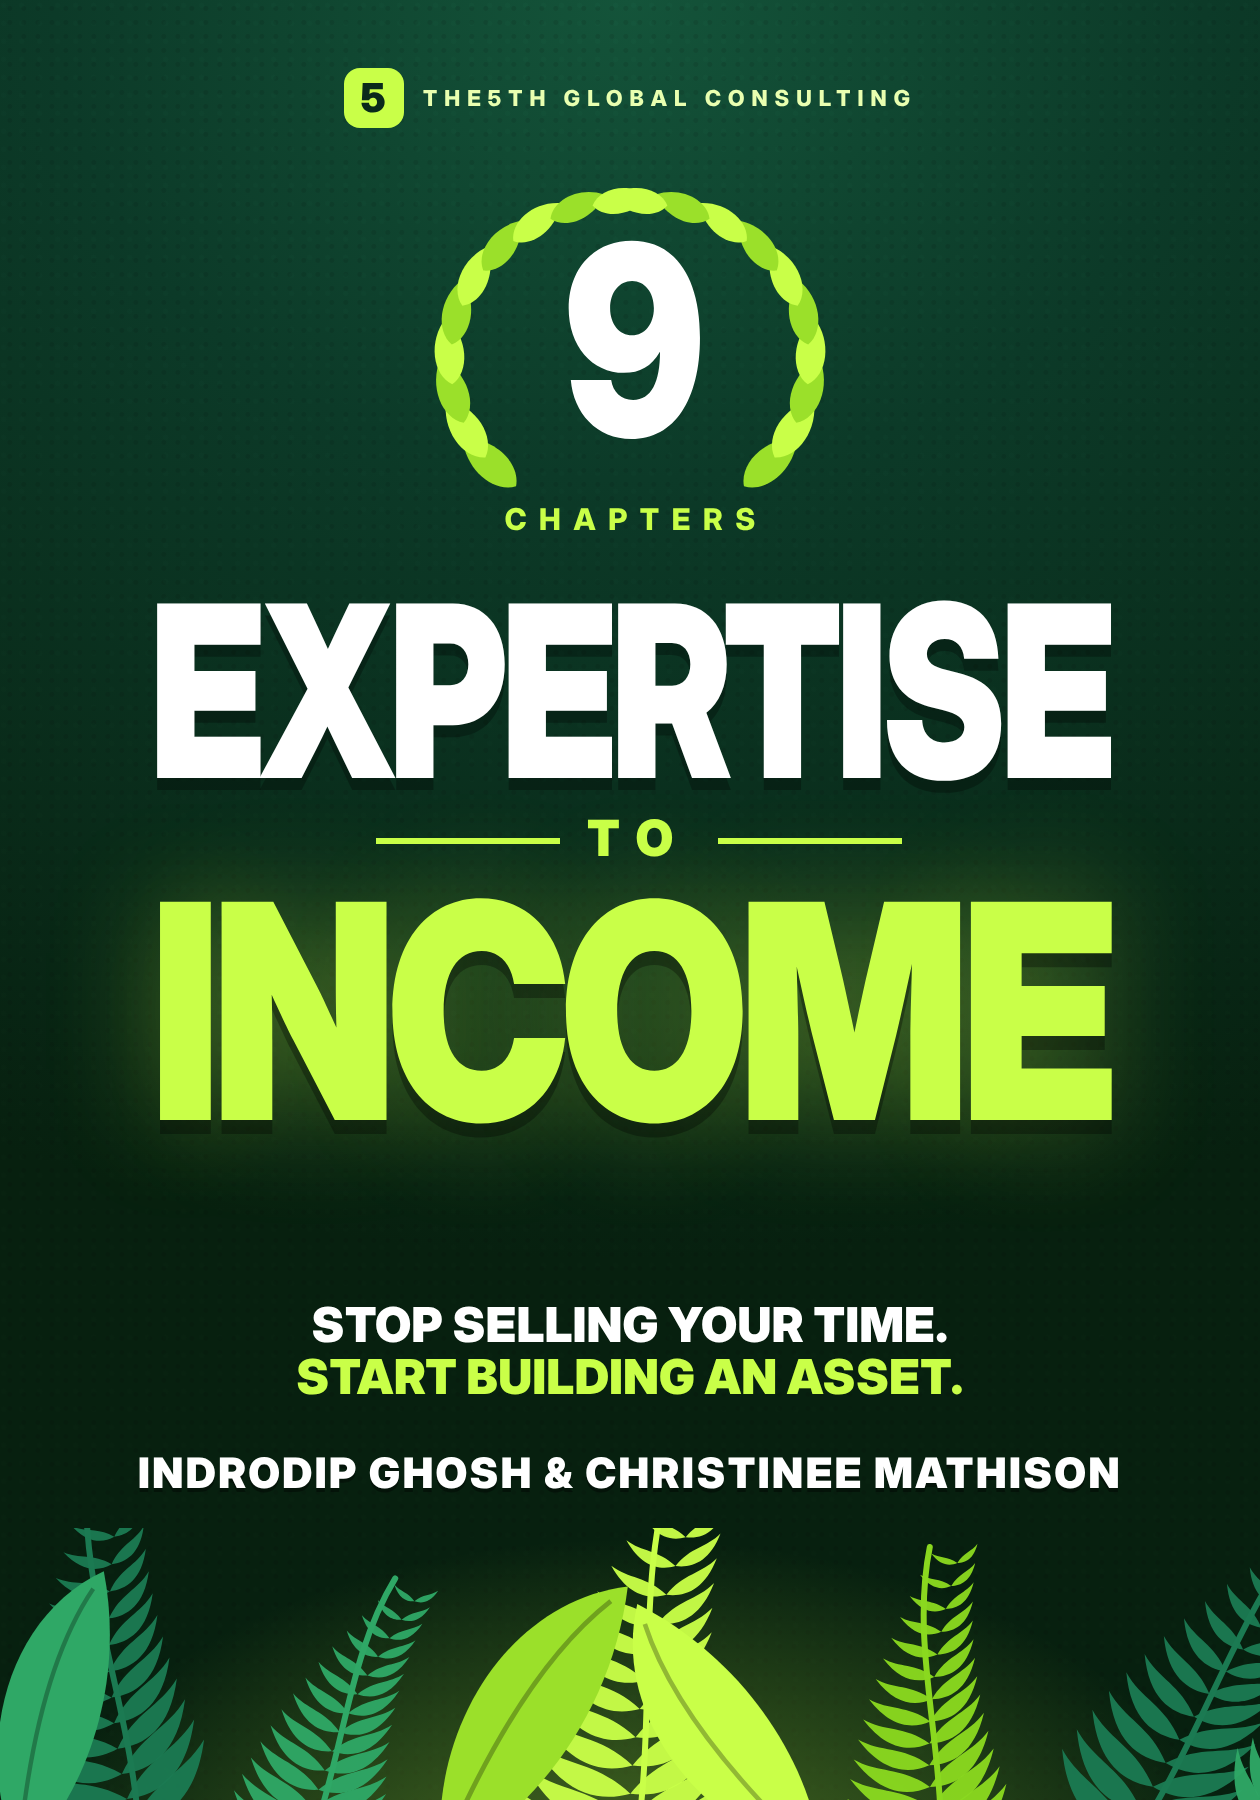 5 THE5TH GLOBAL CONSULTING
9
CHAPTERS
EXPERTISE
TO
INCOME
STOP SELLING YOUR TIME.
START BUILDING AN ASSET.
INDRODIP GHOSH & CHRISTINEE MATHISON